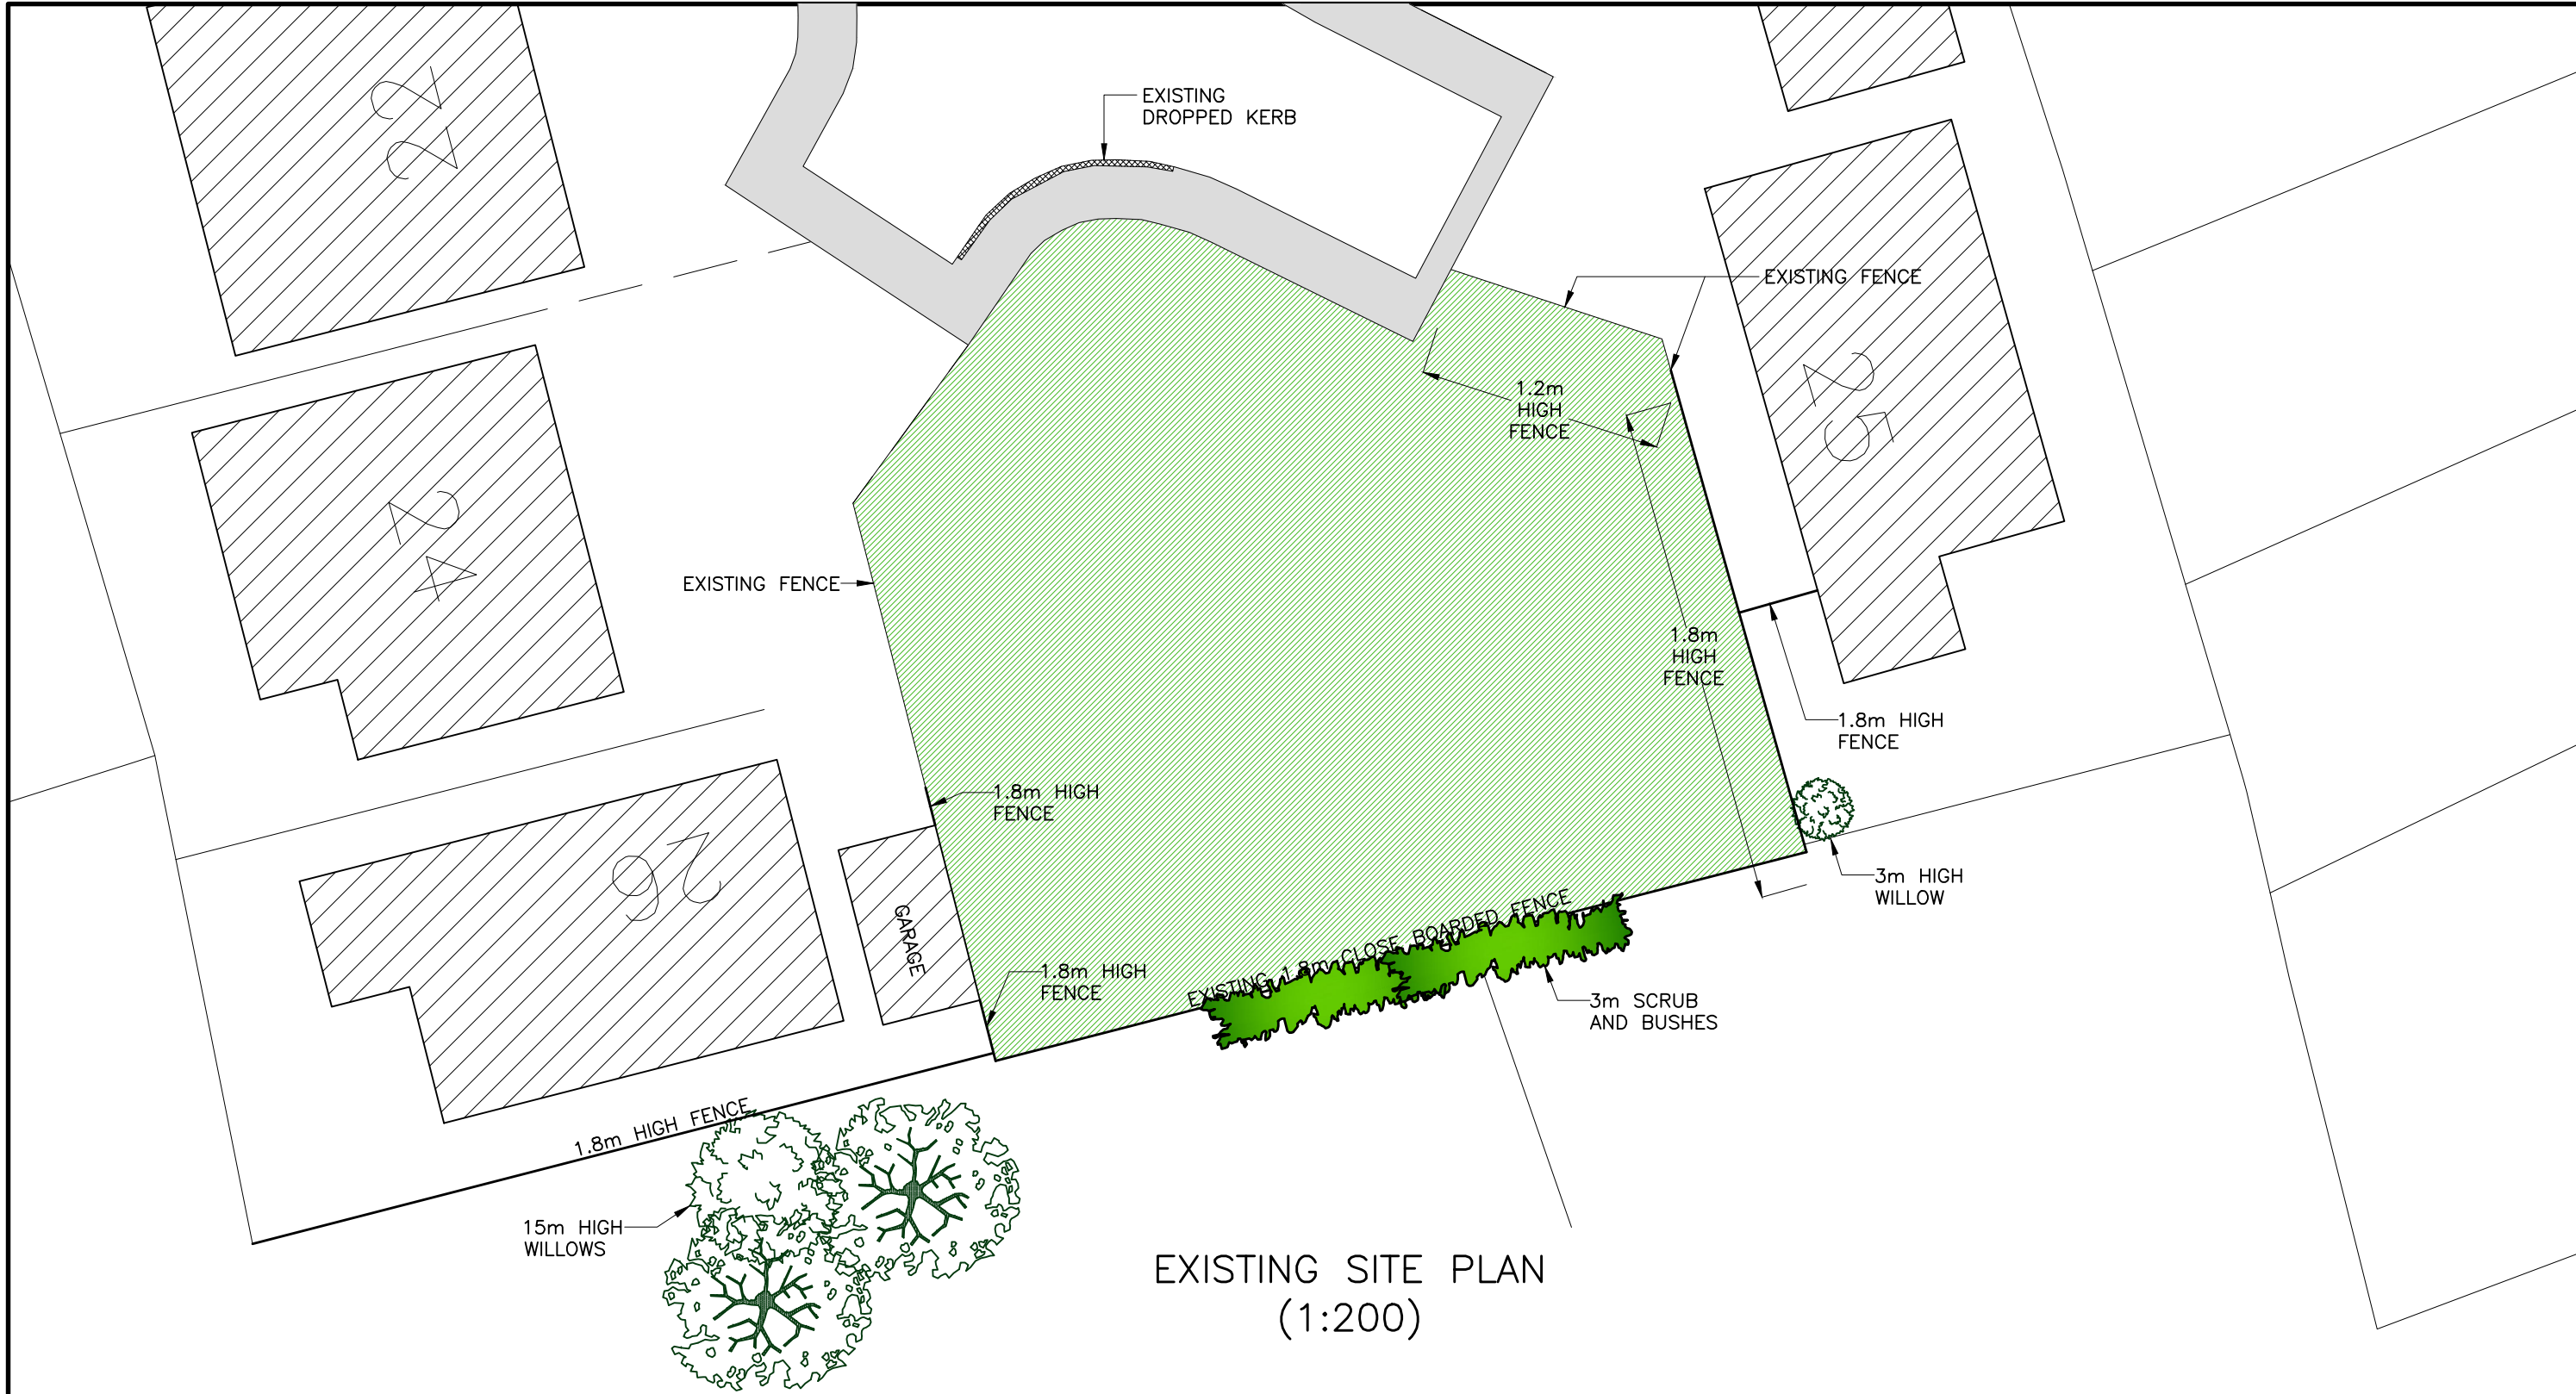 22
EXISTING
DROPPED KERB
EXISTING FENCE
25
1.2m
HIGH
FENCE
24
EXISTING FENCE
1.8m
HIGH
FENCE
1.8m HIGH
FENCE
1.8m HIGH
FENCE
26
GARAGE
3m HIGH
WILLOW
EXISTING 1.8m CLOSE BOARDED FENCE
1.8m HIGH
FENCE
3m SCRUB
AND BUSHES
1.8m HIGH FENCE
15m HIGH
WILLOWS
EXISTING SITE PLAN
(1:200)